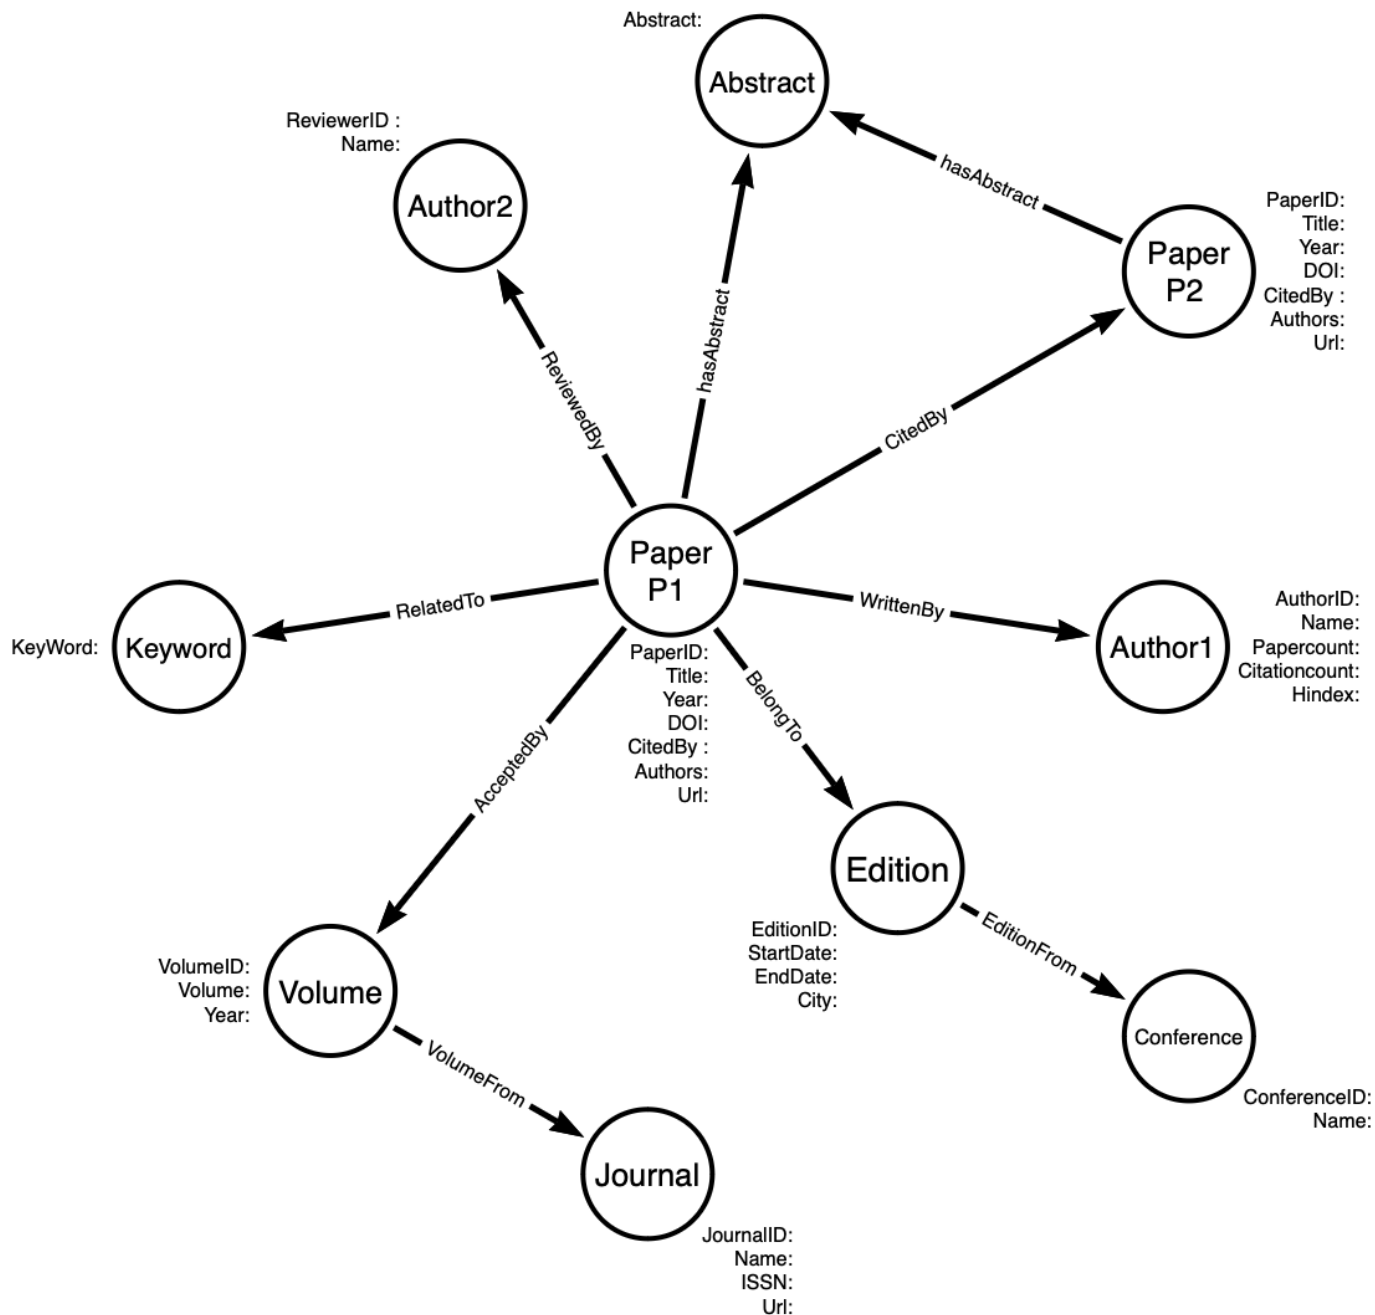 Abstract:
Abstract
ReviewerID :
Name:
Author2
hasAbstract
PaperID:
Title:
Year:
DOI:
CitedBy :
Authors:
Url:
Paper
P2
hasAbstract
ReviewedBy
CitedBy
Paper
P1
RelatedTo
WrittenBy
KeyWord:
Keyword
AuthorID:
Name:
Papercount:
Citationcount:
Hindex:
Author1
PaperID:
Title:
Year:
DOI:
CitedBy :
Authors:
Url:
BelongTo
AcceptedBy
Edition
EditionID:
StartDate:
EndDate:
City:
EditionFrom
VolumeID:
Volume:
Year:
Volume
Conference
ConferenceID:
Name:
VolumeFrom
Journal
JournalID:
Name:
ISSN:
Url: